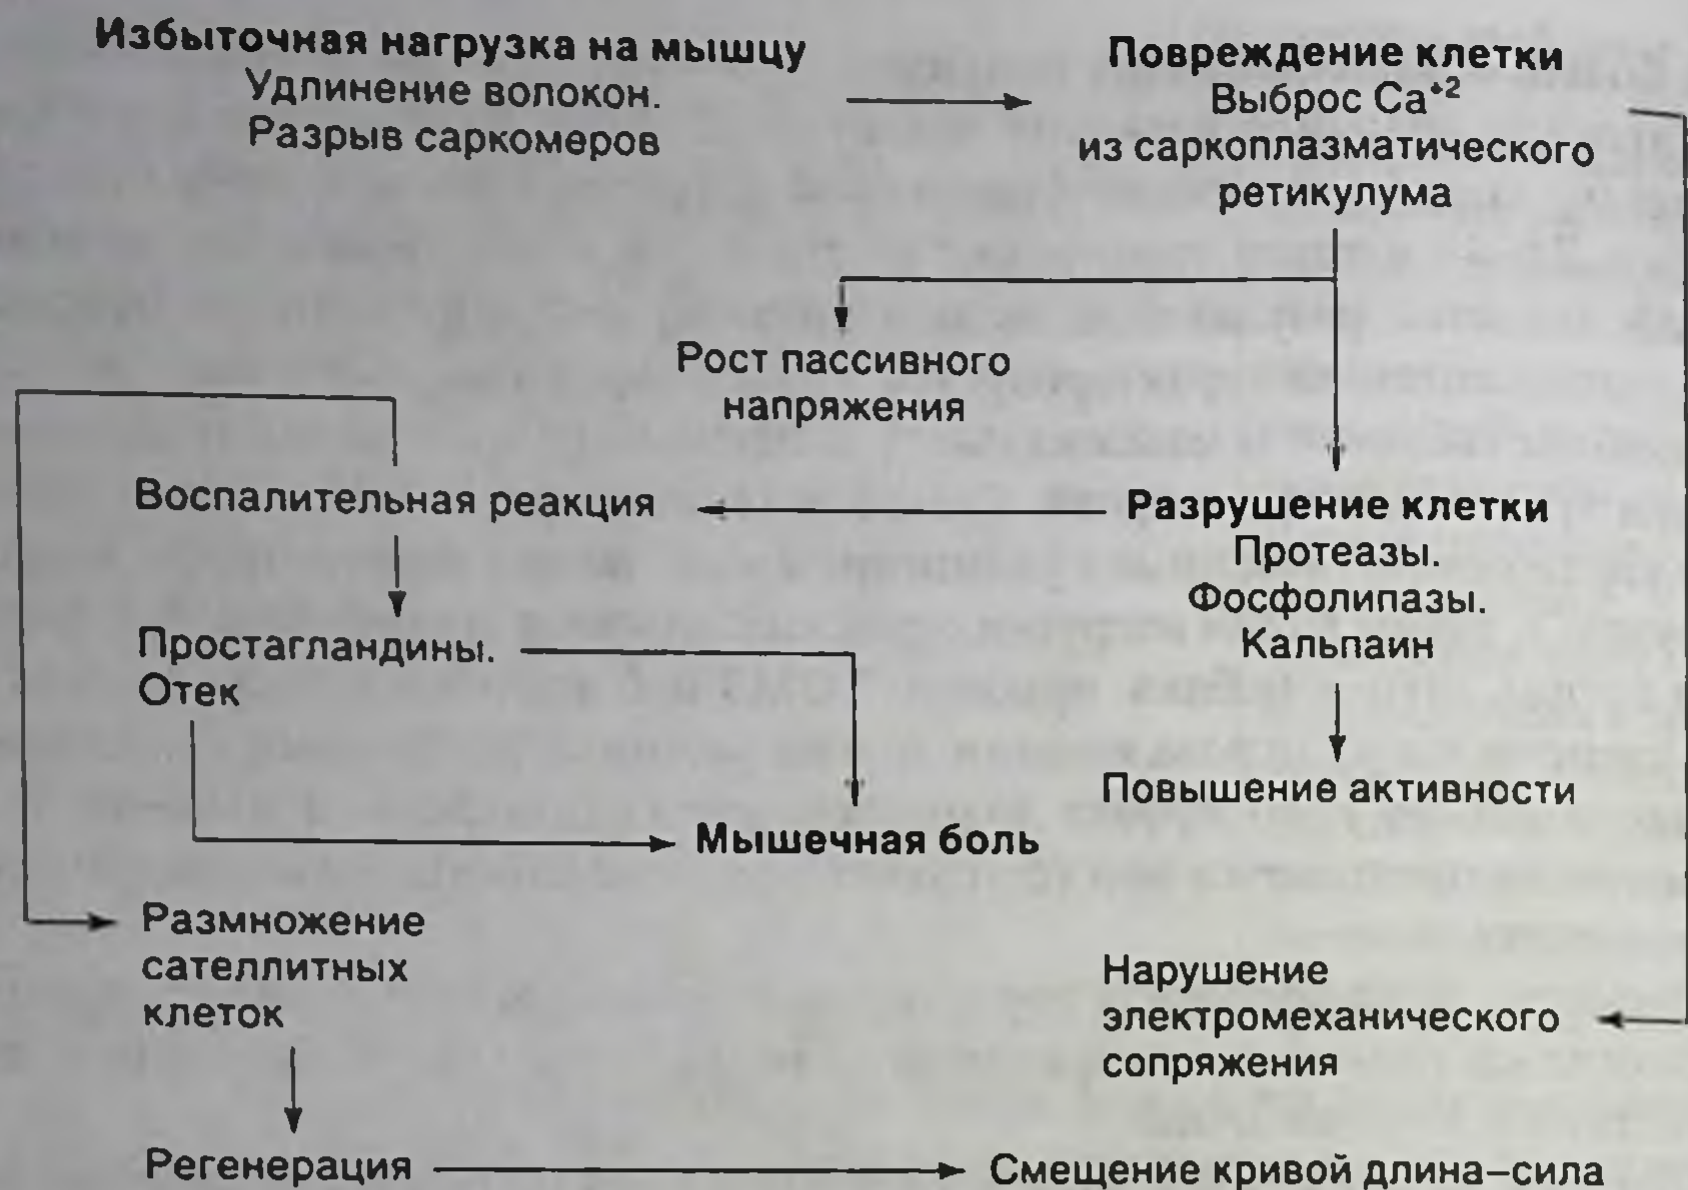 Избыточная нагрузка на мышцу
Удлинение волокон.
Разрыв саркомеров
Повреждение клетки
Выброс Ca⁺²
из саркоплазматического
ретикулума
Рост пассивного
напряжения
Воспалительная реакция
Разрушение клетки
Протеазы.
Фосфолипазы.
Кальпаин
Простагландины.
Отек
Повышение активности
Мышечная боль
Размножение
сателлитных
клеток
Нарушение
электромеханического
сопряжения
Регенерация
Смещение кривой длина–сила